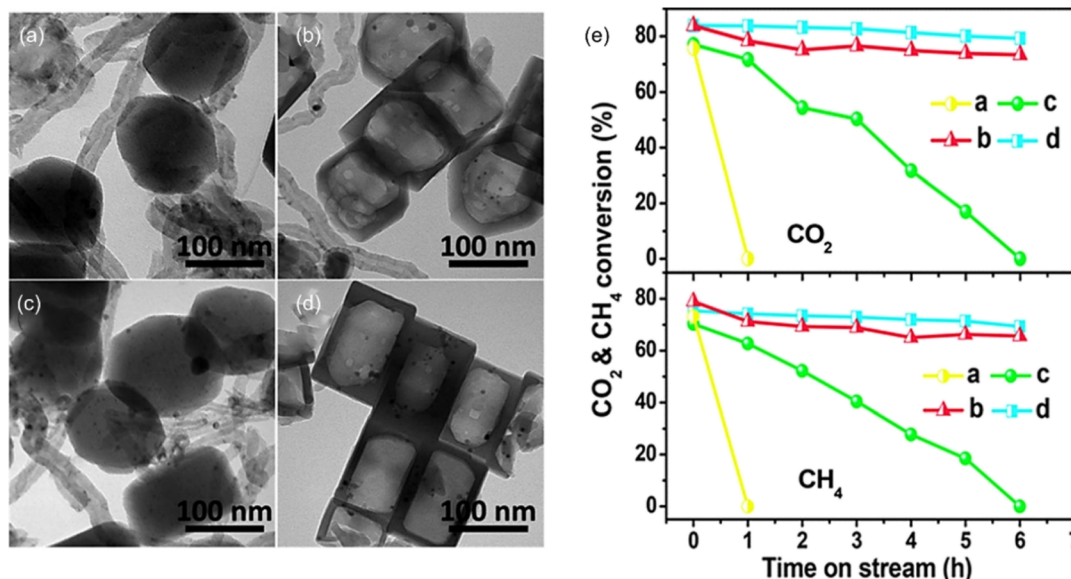 (a)
100 nm
(b)
100 nm
(c)
100 nm
(d)
100 nm
(e)
CO2 & CH4 conversion (%)
80
60
40
20
0
a c
b d
CO2
80
60
40
20
0
a c
b d
CH4
0 1 2 3 4 5 6 7
Time on stream (h)